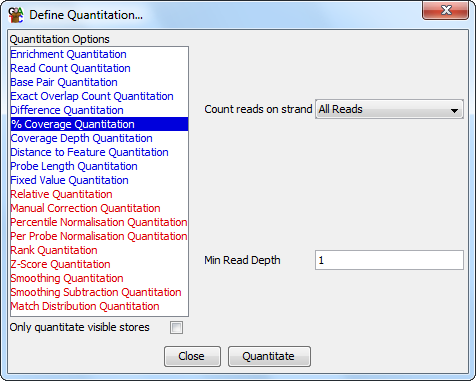 Define Quantitation...
Quantitation Options
Enrichment Quantitation
Read Count Quantitation
Base Pair Quantitation
Exact Overlap Count Quantitation
Difference Quantitation
% Coverage Quantitation
Coverage Depth Quantitation
Distance to Feature Quantitation
Probe Length Quantitation
Fixed Value Quantitation
Relative Quantitation
Manual Correction Quantitation
Percentile Normalisation Quantitation
Per Probe Normalisation Quantitation
Rank Quantitation
Z-Score Quantitation
Smoothing Quantitation
Smoothing Subtraction Quantitation
Match Distribution Quantitation
Only quantitate visible stores
Count reads on strand All Reads
Min Read Depth 1
Close Quantitate